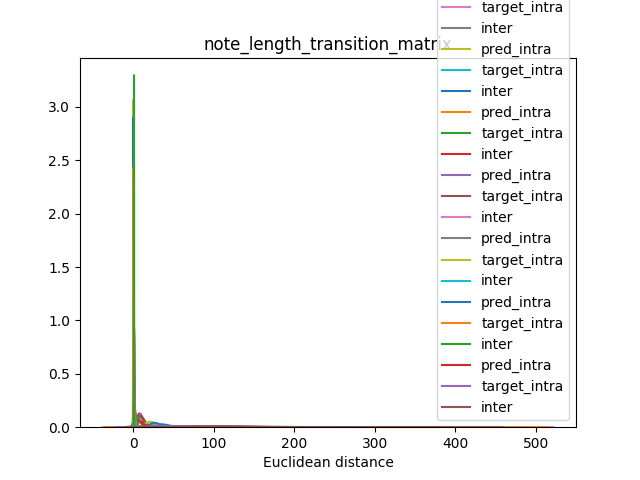 note_length_transition_matrix
target_intra
inter
pred_intra
target_intra
inter
pred_intra
target_intra
inter
pred_intra
target_intra
inter
pred_intra
target_intra
inter
pred_intra
target_intra
inter
pred_intra
target_intra
inter
3.0
2.5
2.0
1.5
1.0
0.5
0.0
0
100
200
300
400
500
Euclidean distance